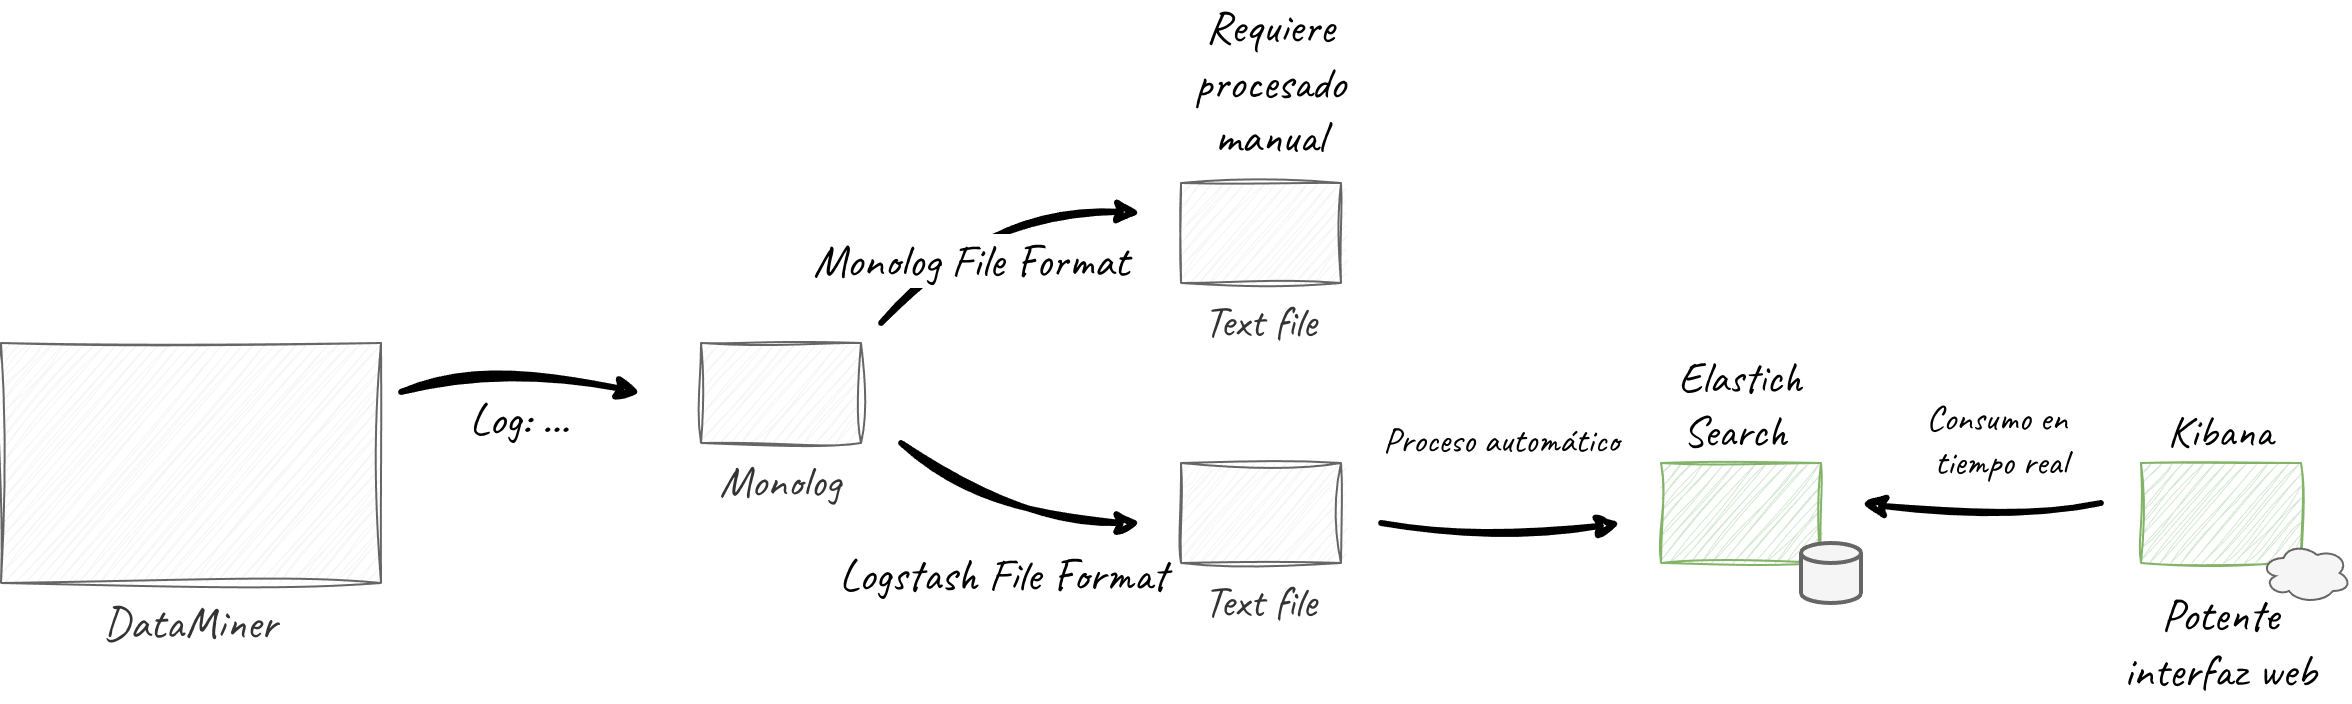 Requiere
procesado
manual
Monolog File Format
Text file
Log: ...
Monolog
DataMiner
Logstash File Format
Text file
Proceso automático
Elastich
Search
Consumo en
tiempo real
Kibana
Potente
interfaz web